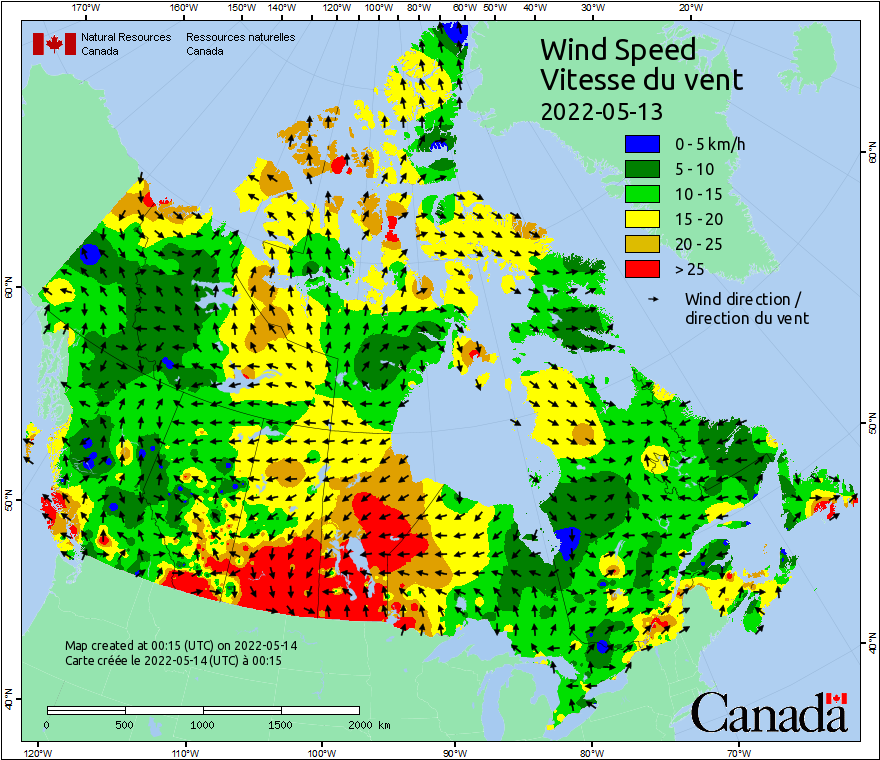 170°W 160°W 150°W 140°W 120°W 100°W 80°W 60°W 50°W 40°W 30°W 20°W
Natural Resources Ressources naturelles
Canada Canada
Wind Speed
Vitesse du vent
2022-05-13
0 - 5 km/h
5 - 10
10 - 15
15 - 20
20 - 25
> 25
Wind direction /
direction du vent
60°N
60°N
50°N
50°N
40°N
40°N
Map created at 00:15 (UTC) on 2022-05-14
Carte créée le 2022-05-14 (UTC) à 00:15
0 500 1000 1500 2000 km
Canada
120°W 110°W 100°W 90°W 80°W 70°W